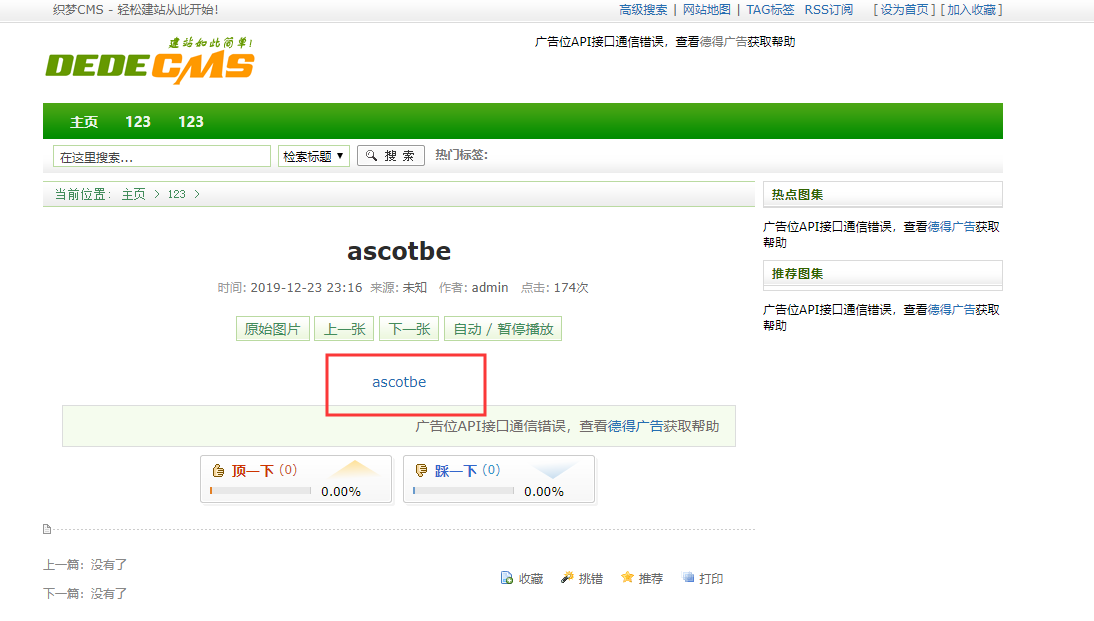 织梦CMS - 轻松建站从此开始!
高级搜索 | 网站地图 | TAG标签 RSS订阅 [设为首页] [加入收藏]
建站如此简单!
DEDECMS
广告位API接口通信错误，查看德得广告获取帮助
主页 123 123
在这里搜索... 检索标题 搜 索 热门标签:
当前位置: 主页 > 123 >
ascotbe
时间: 2019-12-23 23:16 来源: 未知 作者: admin 点击: 174次
原始图片 上一张 下一张 自动 / 暂停播放
ascotbe
广告位API接口通信错误，查看德得广告获取帮助
顶一下 (0) 0.00%
踩一下 (0) 0.00%
上一篇: 没有了
下一篇: 没有了
收藏 挑错 推荐 打印
热点图集
广告位API接口通信错误，查看德得广告获取
帮助
推荐图集
广告位API接口通信错误，查看德得广告获取
帮助